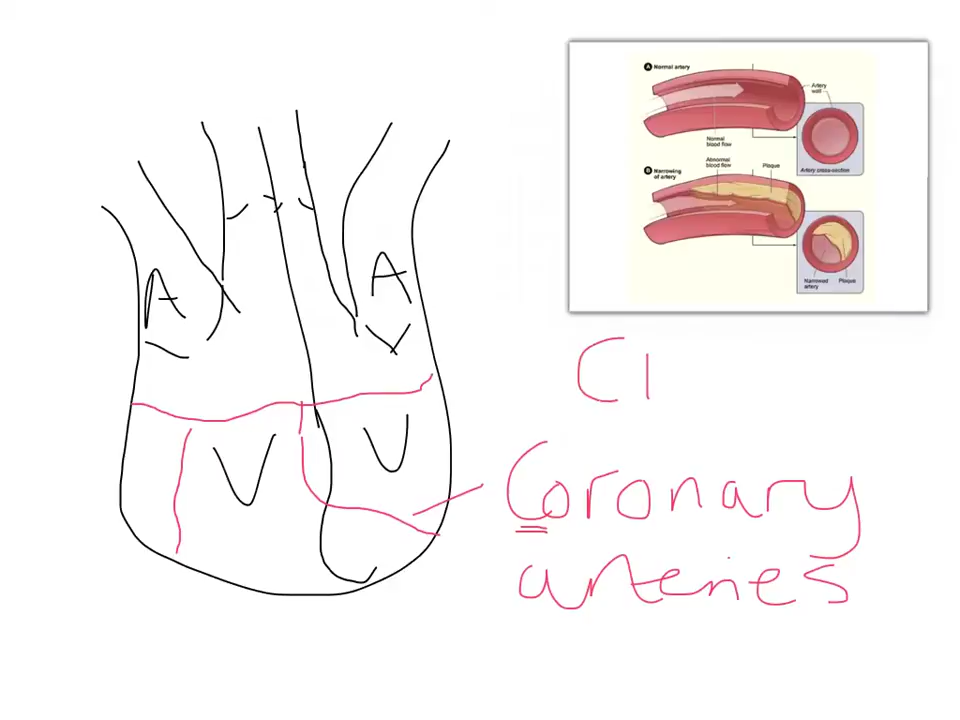 A Normal artery
Artery
wall
Normal
blood flow
Artery cross-section
Abnormal
blood flow
Plaque
B Narrowing
of artery
Narrowed
artery
Plaque
A
A
V
V
C
Coronary
arteries